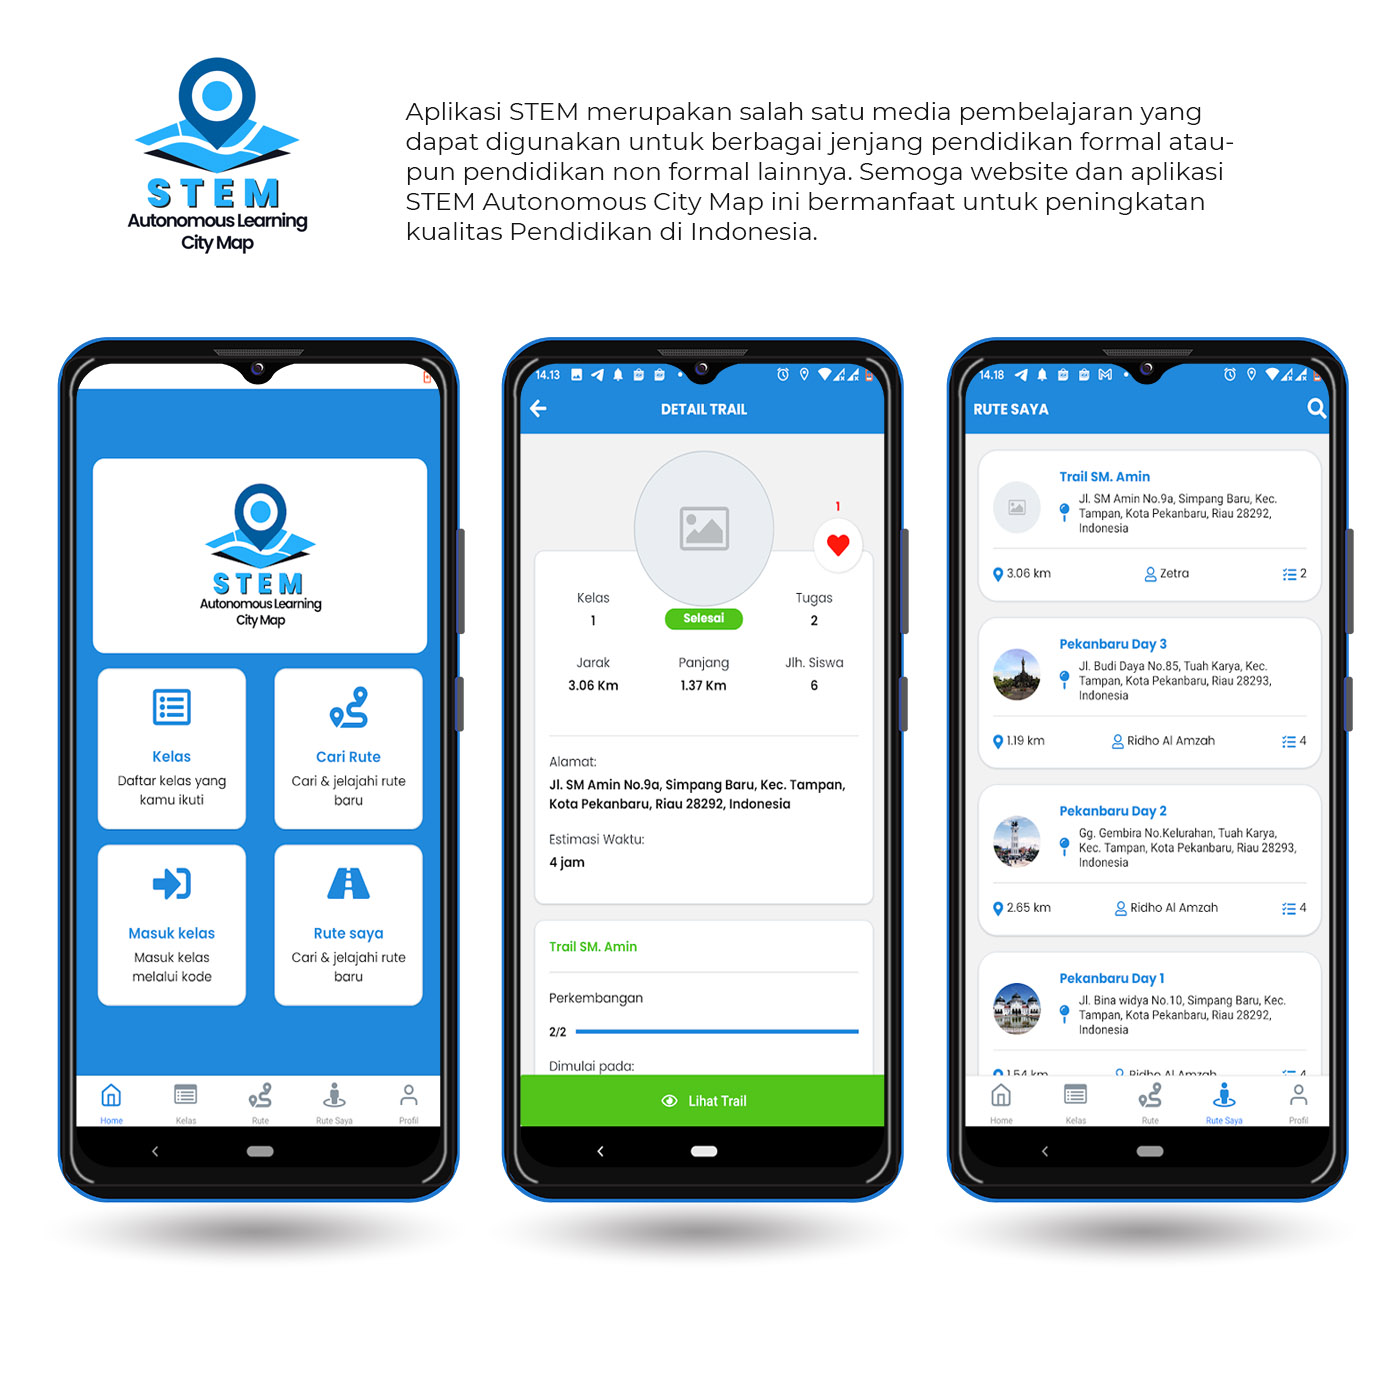 STEM
Autonomous Learning
City Map
Aplikasi STEM merupakan salah satu media pembelajaran yang
dapat digunakan untuk berbagai jenjang pendidikan formal atau-
pun pendidikan non formal lainnya. Semoga website dan aplikasi
STEM Autonomous City Map ini bermanfaat untuk peningkatan
kualitas Pendidikan di Indonesia.
STEM
Autonomous Learning
City Map
Kelas
Daftar kelas yang
kamu ikuti
Cari Rute
Cari & jelajahi rute
baru
Masuk kelas
Masuk kelas
melalui kode
Rute saya
Cari & jelajahi rute
baru
Home
Kelas
Rute
Rute Saya
Profil
14.13
DETAIL TRAIL
1
Kelas
1
Selesai
Tugas
2
Jarak
3.06 Km
Panjang
1.37 Km
Jlh. Siswa
6
Alamat:
Jl. SM Amin No.9a, Simpang Baru, Kec. Tampan,
Kota Pekanbaru, Riau 28292, Indonesia
Estimasi Waktu:
4 jam
Trail SM. Amin
Perkembangan
2/2
Dimulai pada:
Lihat Trail
14.18
RUTE SAYA
Trail SM. Amin
Jl. SM Amin No.9a, Simpang Baru, Kec.
Tampan, Kota Pekanbaru, Riau 28292,
Indonesia
3.06 km
Zetra
2
Pekanbaru Day 3
Jl. Budi Daya No.85, Tuah Karya, Kec.
Tampan, Kota Pekanbaru, Riau 28293,
Indonesia
1.19 km
Ridho Al Amzah
4
Pekanbaru Day 2
Gg. Gembira No.Kelurahan, Tuah Karya,
Kec. Tampan, Kota Pekanbaru, Riau 28293,
Indonesia
2.65 km
Ridho Al Amzah
4
Pekanbaru Day 1
Jl. Bina widya No.10, Simpang Baru, Kec.
Tampan, Kota Pekanbaru, Riau 28292,
Indonesia
1.54 km
Ridho Al Amzah
4
Home
Kelas
Rute
Rute Saya
Profil